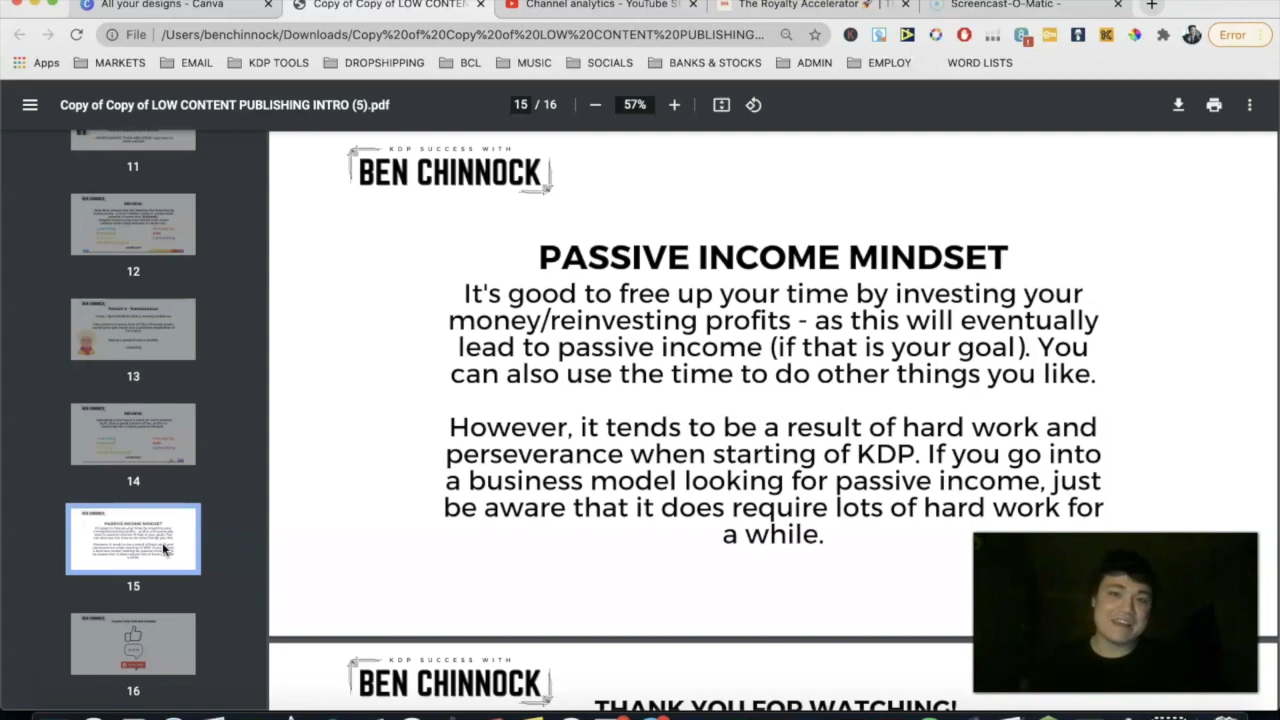 All your designs - Canva
Copy of Copy of LOW CONTENT
Channel analytics - YouTube S
The Royalty Accelerator 🚀 | T
Screencast-O-Matic -
File
/Users/benchinnock/Downloads/Copy%20of%20Copy%20of%20LOW%20CONTENT%20PUBLISHING...
Error
Apps
MARKETS
EMAIL
KDP TOOLS
DROPSHIPPING
BCL
MUSIC
SOCIALS
BANKS & STOCKS
ADMIN
EMPLOY
WORD LISTS
Copy of Copy of LOW CONTENT PUBLISHING INTRO (5).pdf
15 / 16
57%
11
12
13
14
15
16
KDP SUCCESS WITH
BEN CHINNOCK
PASSIVE INCOME MINDSET
It's good to free up your time by investing your
money/reinvesting profits - as this will eventually
lead to passive income (if that is your goal). You
can also use the time to do other things you like.
However, it tends to be a result of hard work and
perseverance when starting of KDP. If you go into
a business model looking for passive income, just
be aware that it does require lots of hard work for
a while.
KDP SUCCESS WITH
BEN CHINNOCK
THANK YOU FOR WATCHING!